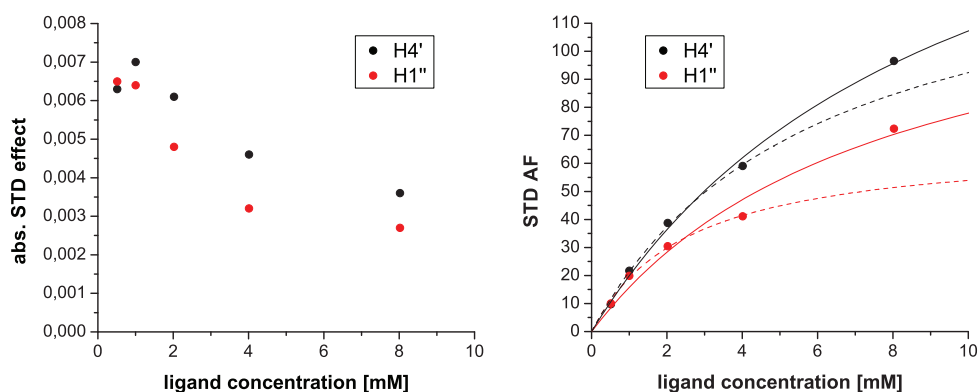 0,008
0,007
0,006
0,005
0,004
0,003
0,002
0,001
0,000
abs. STD effect
H4'
H1"
0 2 4 6 8 10
ligand concentration [mM]
110
100
90
80
70
60
50
40
30
20
10
0
STD AF
H4'
H1"
0 2 4 6 8 10
ligand concentration [mM]